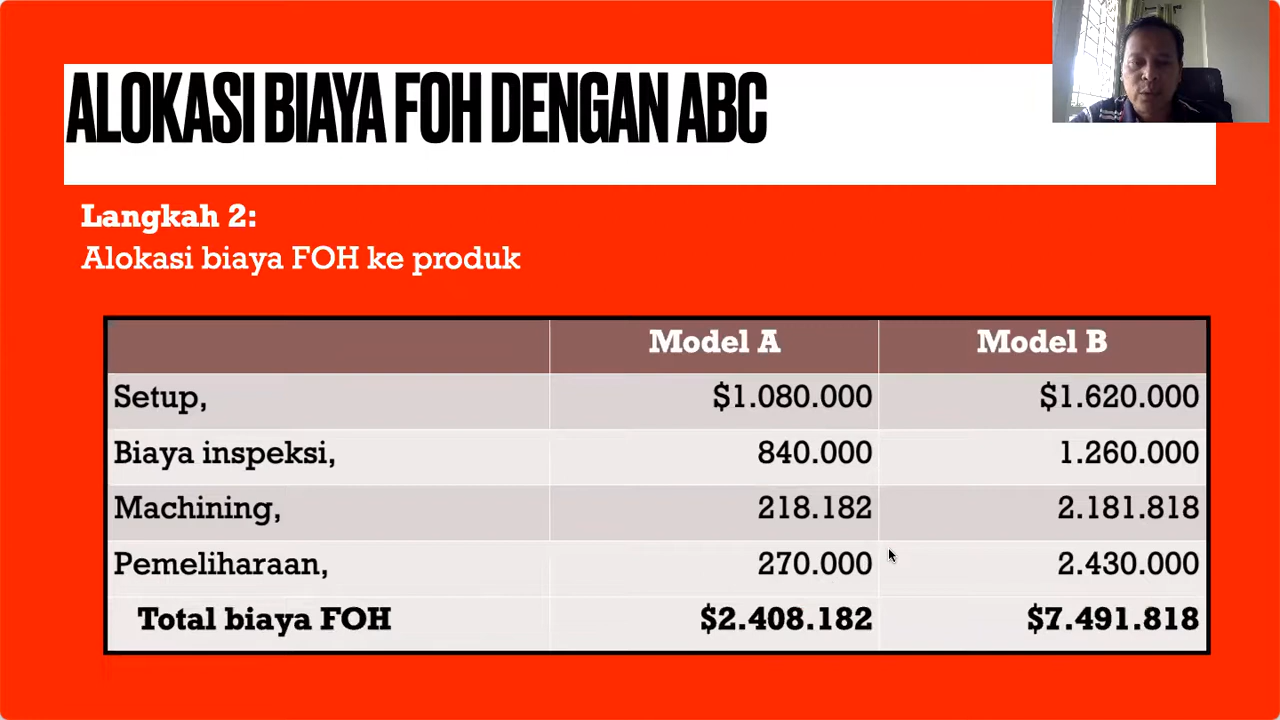 ALOKASI BIAYA FOH DENGAN ABC
Langkah 2:
Alokasi biaya FOH ke produk
Model A Model B
Setup, $1.080.000 $1.620.000
Biaya inspeksi, 840.000 1.260.000
Machining, 218.182 2.181.818
Pemeliharaan, 270.000 2.430.000
Total biaya FOH $2.408.182 $7.491.818